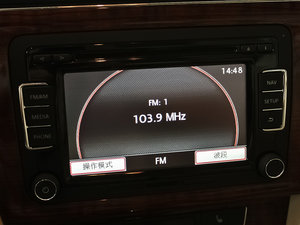 14:48
FM/AM
NAV
FM: 1
MEDIA
103.9 MHz
SETUP
PHONE
操作模式
FM
波段